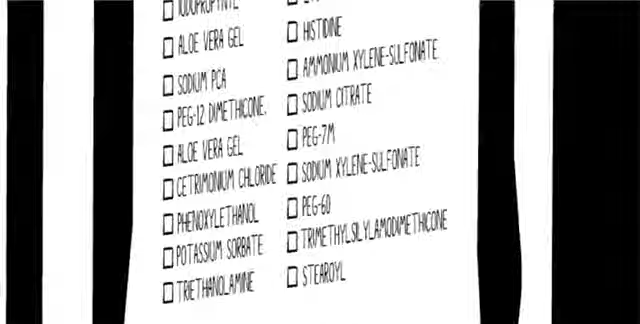 IODOPROPYNYL
ALOE VERA GEL
SODIUM PCA
PEG-12 DIMETHICONE.
ALOE VERA GEL
CETRIMONIUM CHLORIDE
PHENOXYLETHANOL
POTASSIUM SORBATE
TRIETHANOLAMINE
HISTIDINE
AMMONIUM XYLENE-SULFONATE
SODIUM CITRATE
PEG-7M
SODIUM XYLENE-SULFONATE
PEG-60
TRIMETHYLSILYLAMODIMETHICONE
STEAROYL